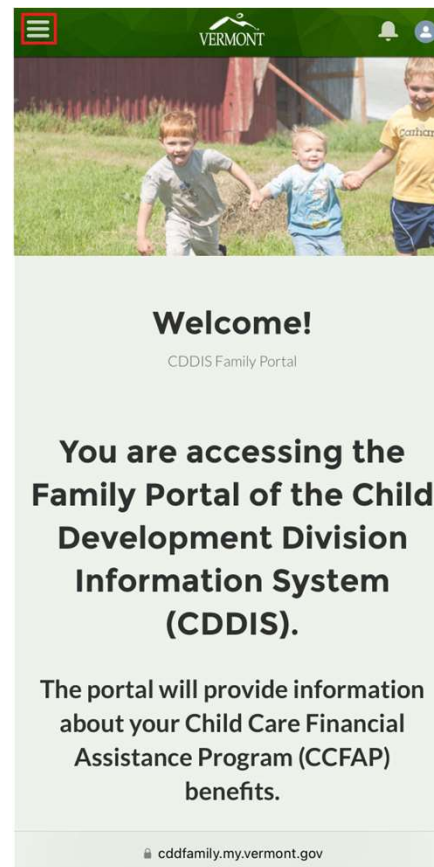 VERMONT
Carhartt
Welcome!
CDDIS Family Portal
You are accessing the
Family Portal of the Child
Development Division
Information System
(CDDIS).
The portal will provide information
about your Child Care Financial
Assistance Program (CCFAP)
benefits.
cddfamily.my.vermont.gov